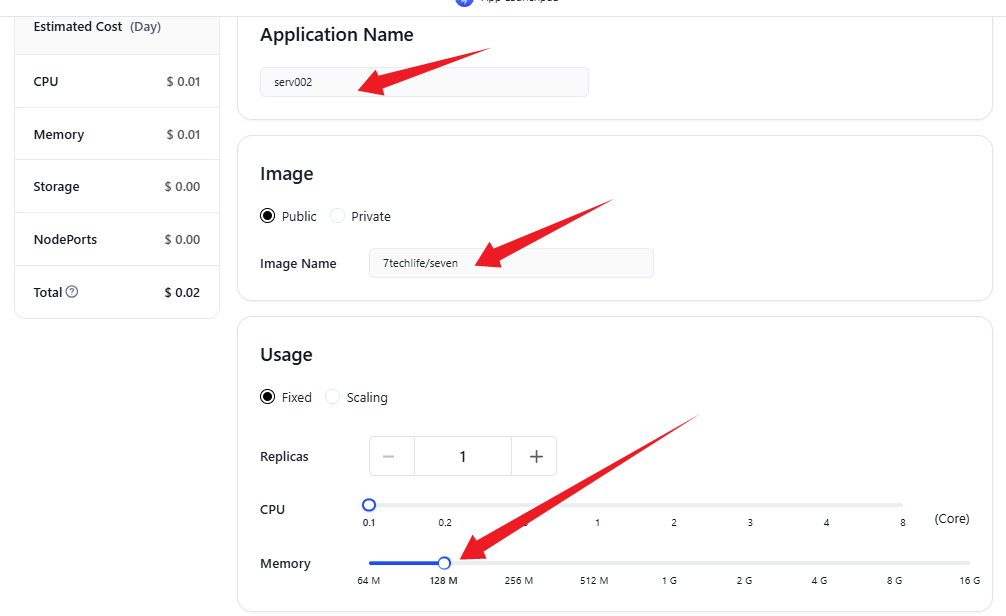 App Launchpad
Estimated Cost (Day)
CPU $ 0.01
Memory $ 0.01
Storage $ 0.00
NodePorts $ 0.00
Total $ 0.02
Application Name
serv002
Image
Public Private
Image Name 7techlife/seven
Usage
Fixed Scaling
Replicas − 1 +
CPU
0.1 0.2 1 2 3 4 8 (Core)
Memory
64 M 128 M 256 M 512 M 1 G 2 G 4 G 8 G 16 G